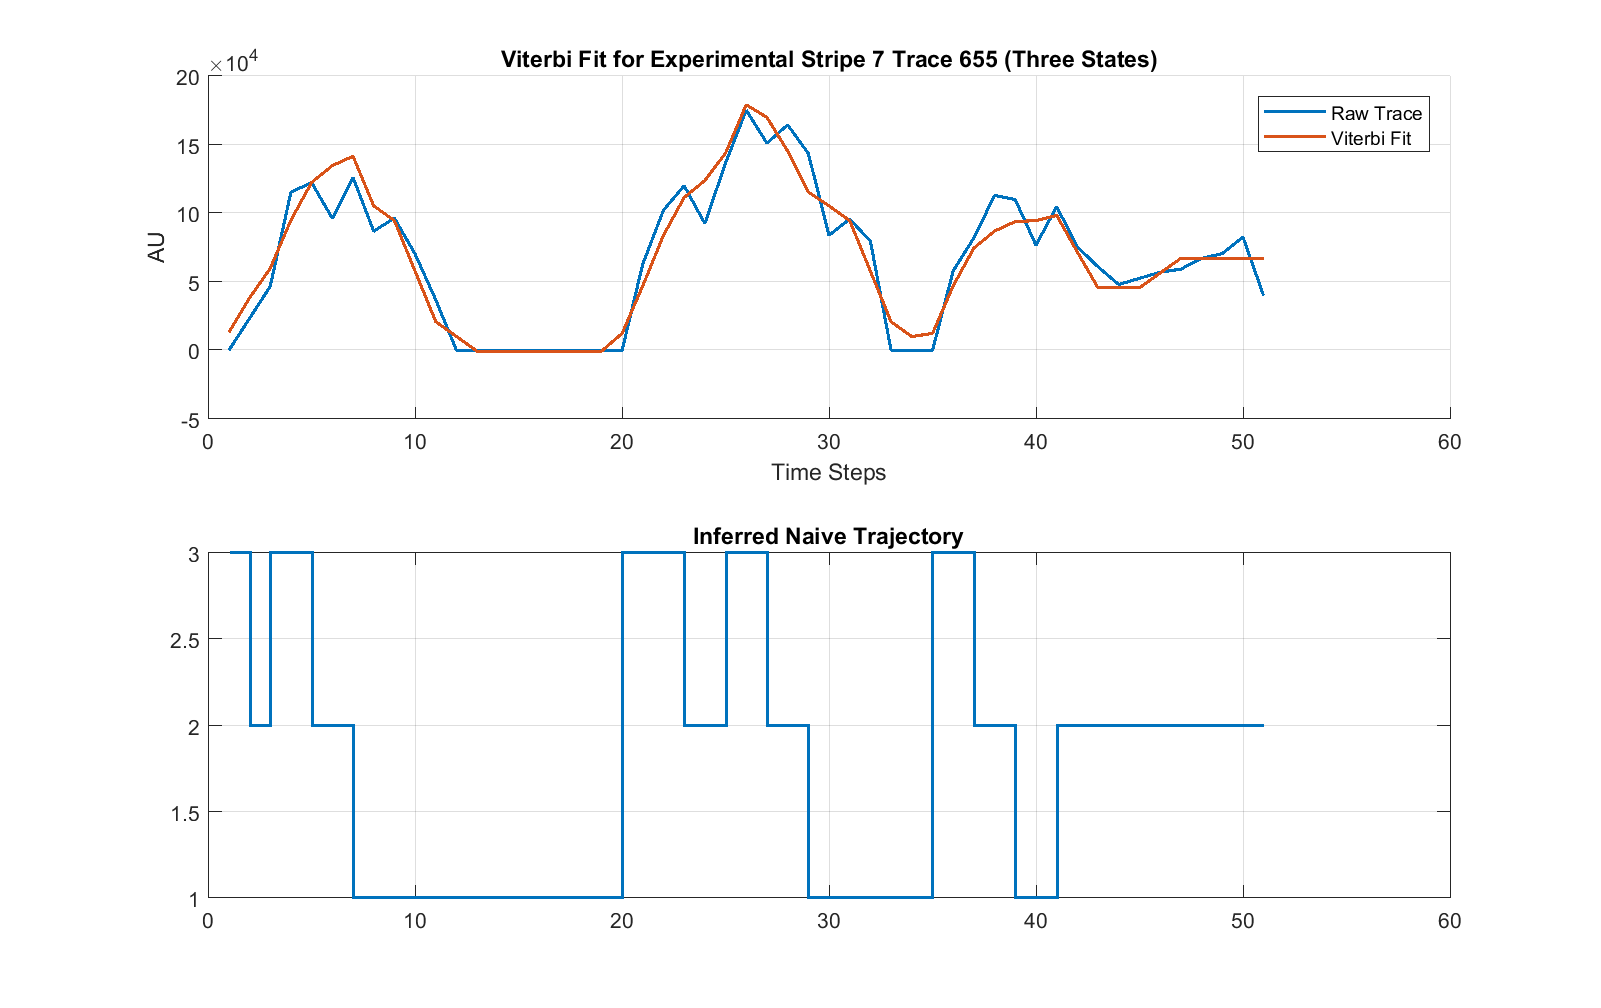 Viterbi Fit for Experimental Stripe 7 Trace 655 (Three States)
×10^4
20
15
10
5
0
-5
AU
Raw Trace
Viterbi Fit
0 10 20 30 40 50 60
Time Steps
Inferred Naive Trajectory
3
2.5
2
1.5
1
0 10 20 30 40 50 60